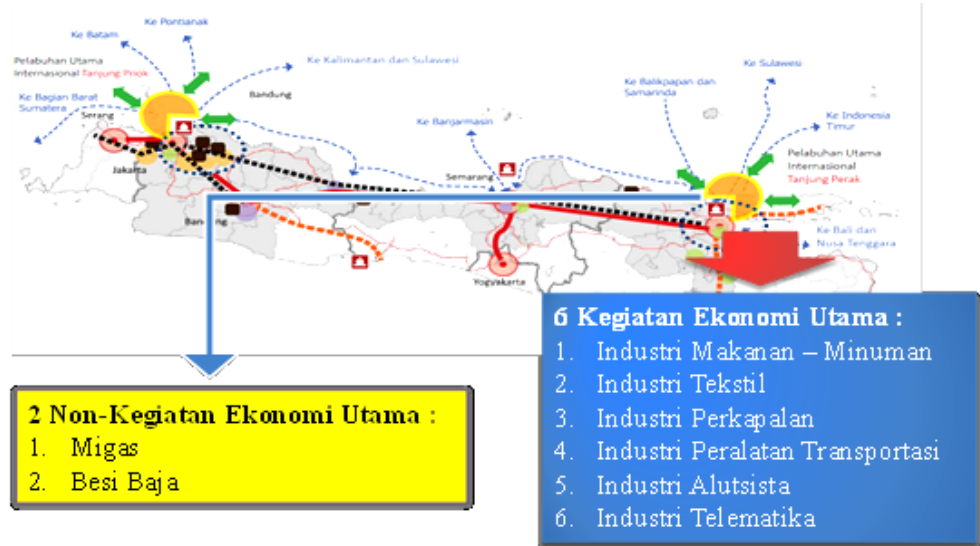 Ke Pontianak
Ke Batam
Pelabuhan Utama
Internasional Tanjung Priok
Ke Kalimantan dan Sulawesi
Ke Bagian Barat
Sumatera
Bandung
Serang
Jakarta
Bandung
Ke Banjarmasin
Semarang
Yogyakarta
Ke Balikpapan dan
Samarinda
Ke Sulawesi
Ke Indonesia
Timur
Pelabuhan Utama
Internasional
Tanjung Perak
Ke Bali dan
Nusa Tenggara
2 Non-Kegiatan Ekonomi Utama :
1. Migas
2. Besi Baja
6 Kegiatan Ekonomi Utama :
1. Industri Makanan – Minuman
2. Industri Tekstil
3. Industri Perkapalan
4. Industri Peralatan Transportasi
5. Industri Alutsista
6. Industri Telematika